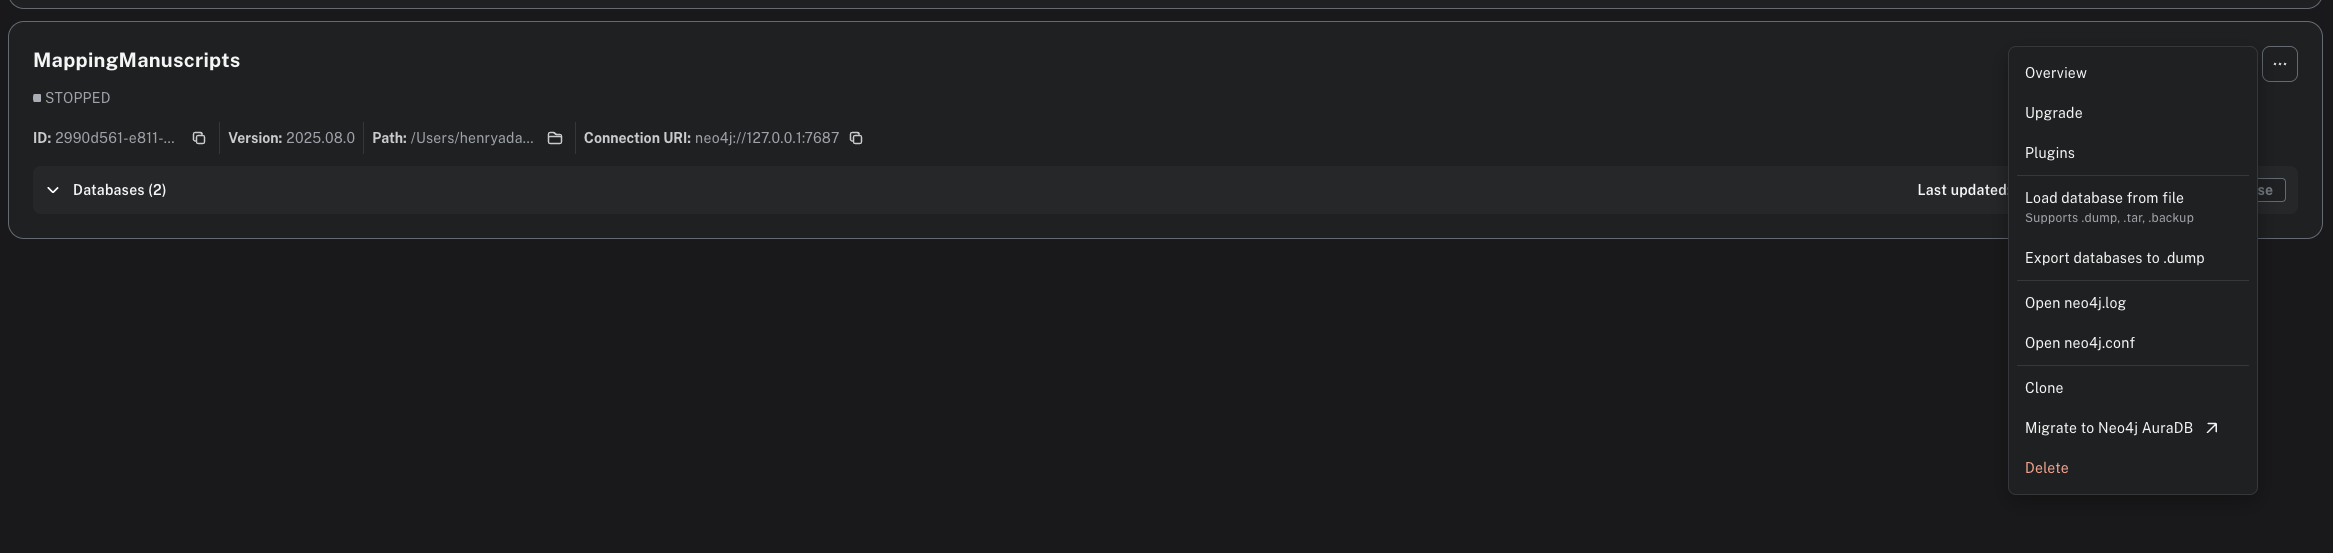 MappingManuscripts
STOPPED
ID: 2990d561-e811-...
Version: 2025.08.0
Path: /Users/henryada...
Connection URI: neo4j://127.0.0.1:7687
Databases (2)
Last updated:
se
Overview
Upgrade
Plugins
Load database from file
Supports .dump, .tar, .backup
Export databases to .dump
Open neo4j.log
Open neo4j.conf
Clone
Migrate to Neo4j AuraDB
Delete